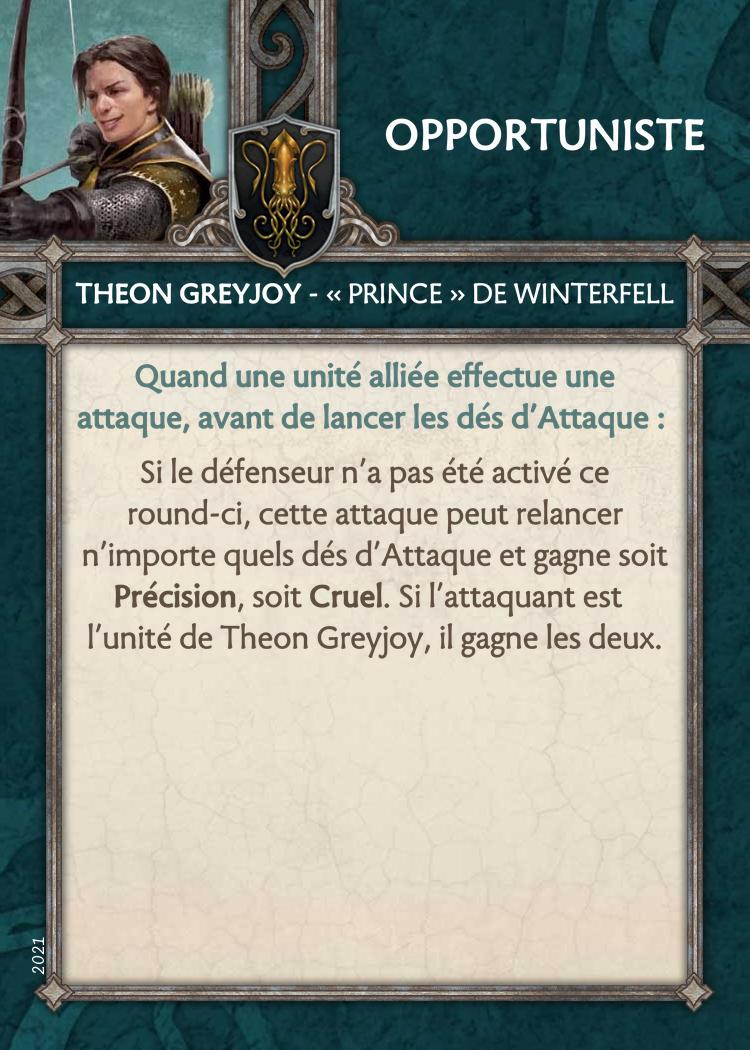 OPPORTUNISTE
THEON GREYJOY - « PRINCE » DE WINTERFELL
Quand une unité alliée effectue une
attaque, avant de lancer les dés d’Attaque :
Si le défenseur n’a pas été activé ce
round-ci, cette attaque peut relancer
n’importe quels dés d’Attaque et gagne soit
Précision, soit Cruel. Si l’attaquant est
l’unité de Theon Greyjoy, il gagne les deux.
2021